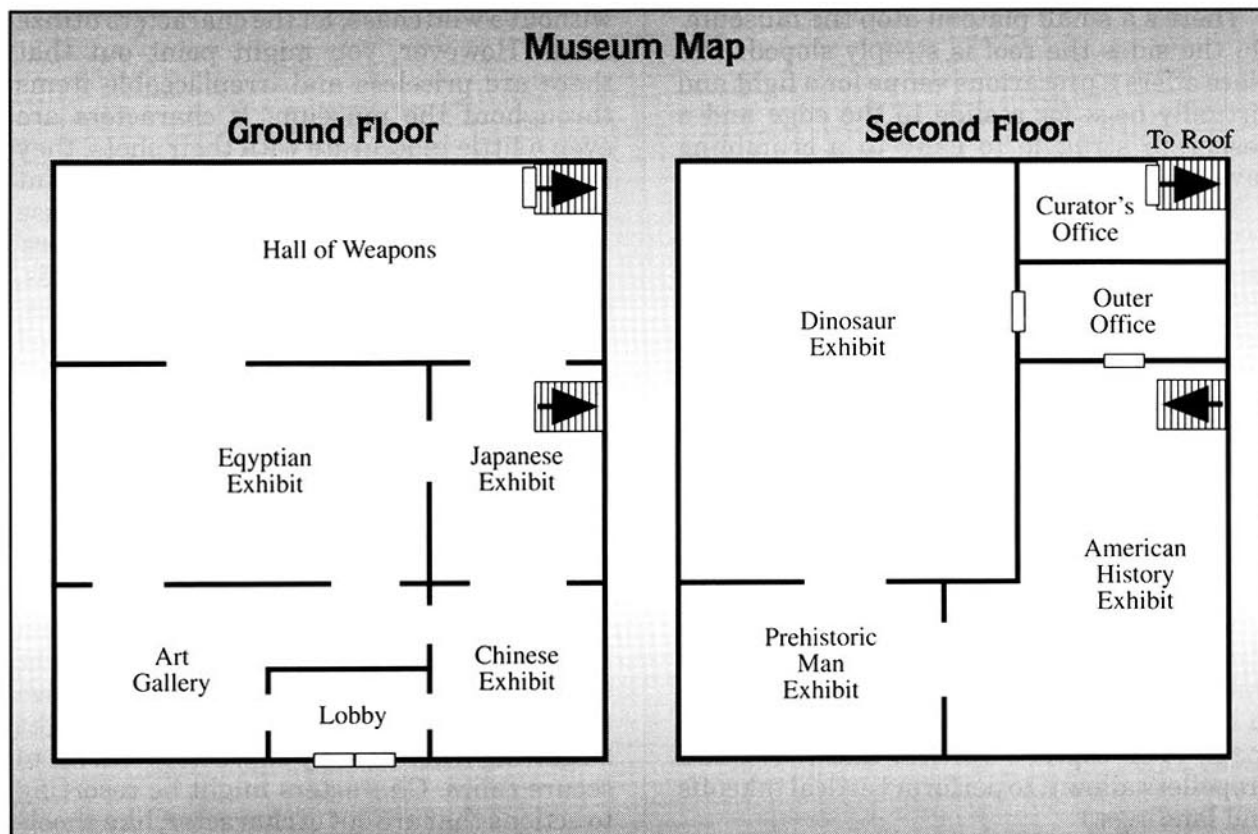 Museum Map
Ground Floor
Hall of Weapons
Eqyptian
Exhibit
Japanese
Exhibit
Art
Gallery
Lobby
Chinese
Exhibit
Second Floor
To Roof
Curator's
Office
Outer
Office
Dinosaur
Exhibit
American
History
Exhibit
Prehistoric
Man
Exhibit